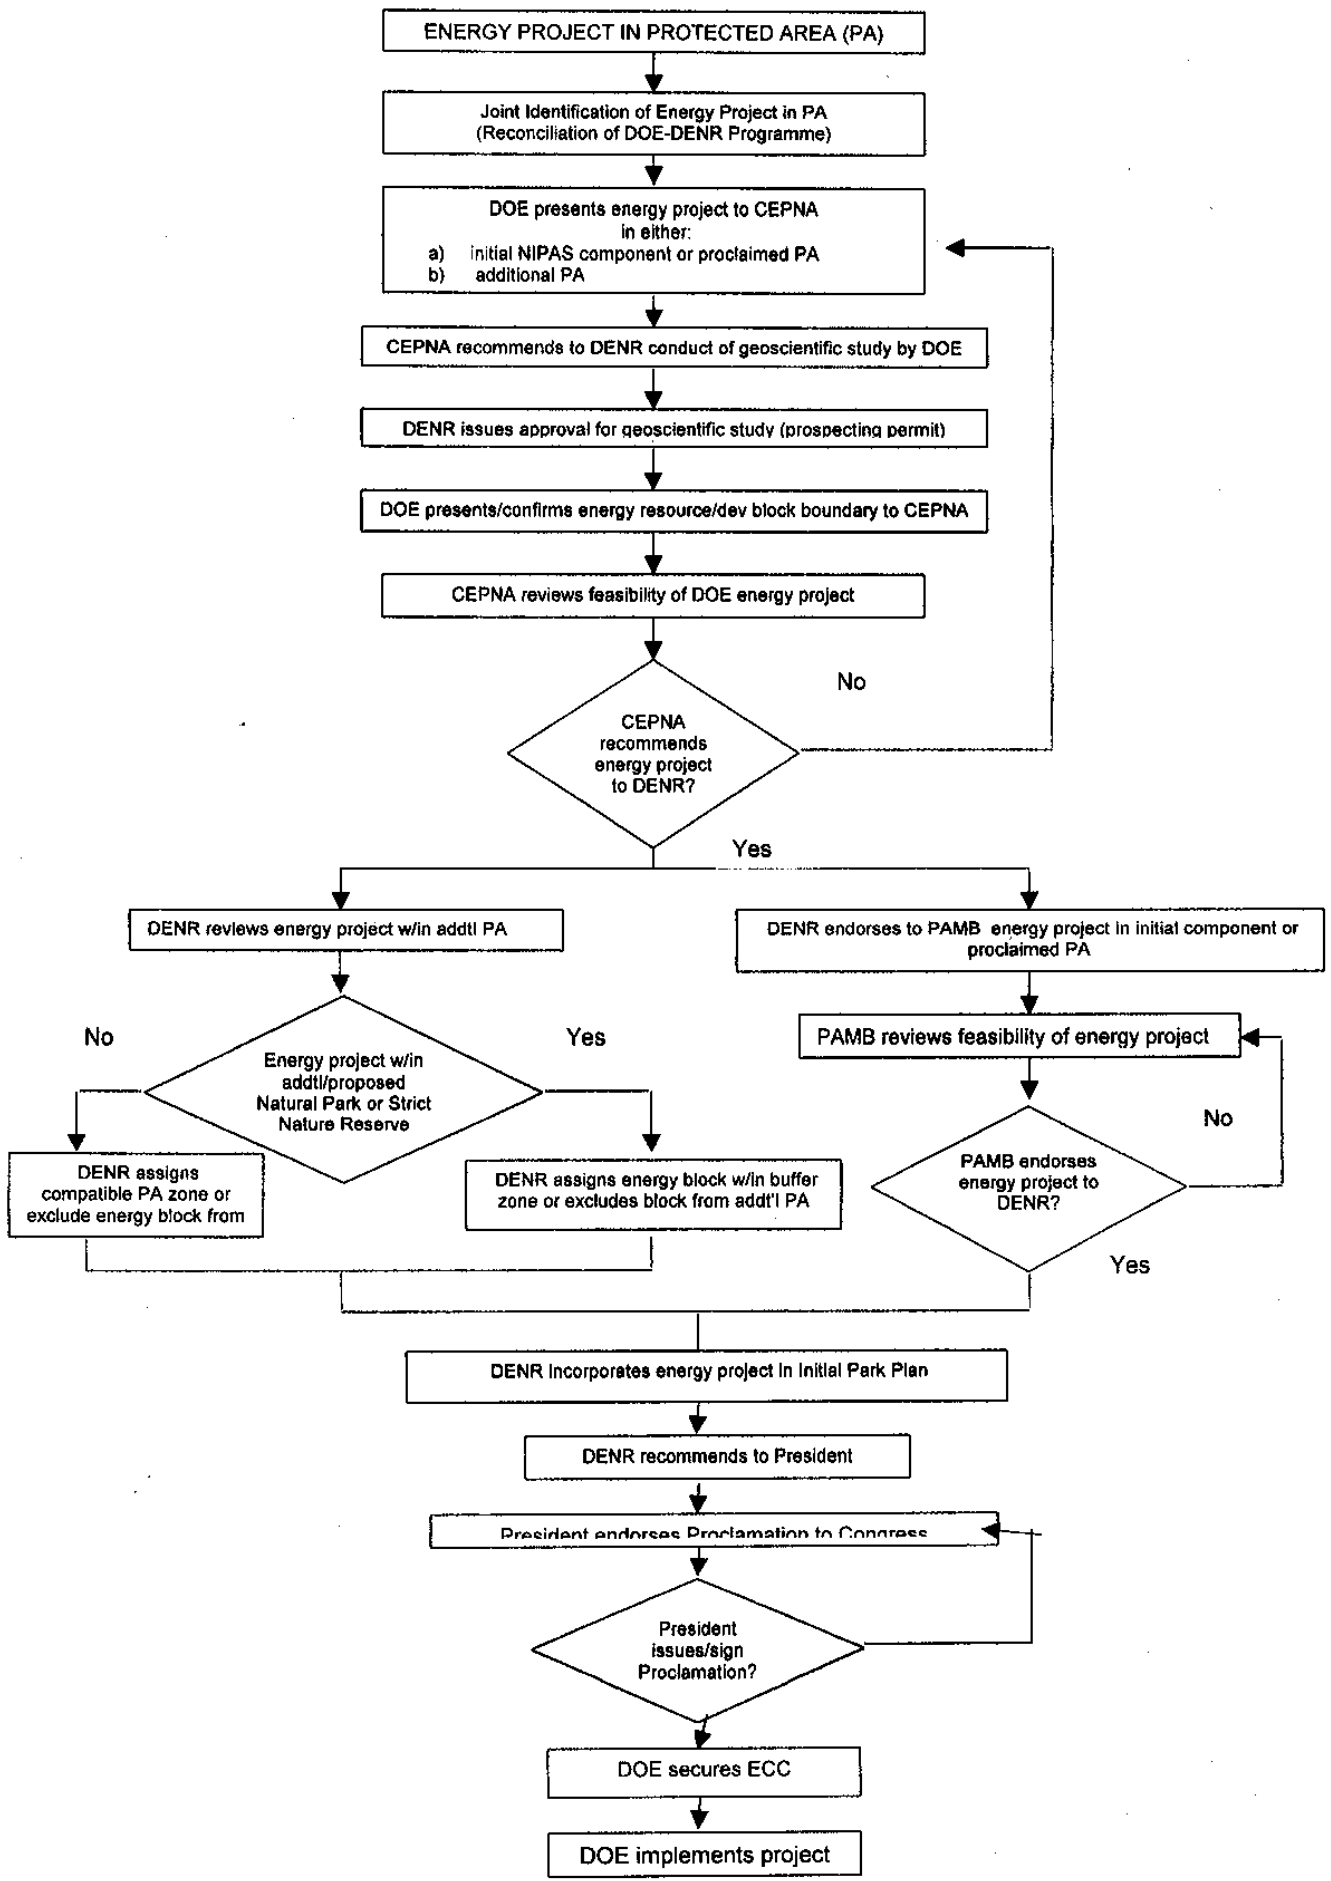 ENERGY PROJECT IN PROTECTED AREA (PA)
Joint Identification of Energy Project in PA
(Reconciliation of DOE-DENR Programme)
DOE presents energy project to CEPNA
in either:
a) initial NIPAS component or proclaimed PA
b) additional PA
CEPNA recommends to DENR conduct of geoscientific study by DOE
DENR issues approval for geoscientific study (prospecting permit)
DOE presents/confirms energy resource/dev block boundary to CEPNA
CEPNA reviews feasibility of DOE energy project
No
CEPNA
recommends
energy project
to DENR?
Yes
DENR reviews energy project w/in addtl PA
DENR endorses to PAMB energy project in initial component or
proclaimed PA
No
Energy project w/in
addtl/proposed
Natural Park or Strict
Nature Reserve
Yes
PAMB reviews feasibility of energy project
No
DENR assigns
compatible PA zone or
exclude energy block from
DENR assigns energy block w/in buffer
zone or excludes block from addt'l PA
PAMB endorses
energy project to
DENR?
Yes
DENR incorporates energy project in Initial Park Plan
DENR recommends to President
President endorses Proclamation to Congress
President
issues/sign
Proclamation?
DOE secures ECC
DOE implements project